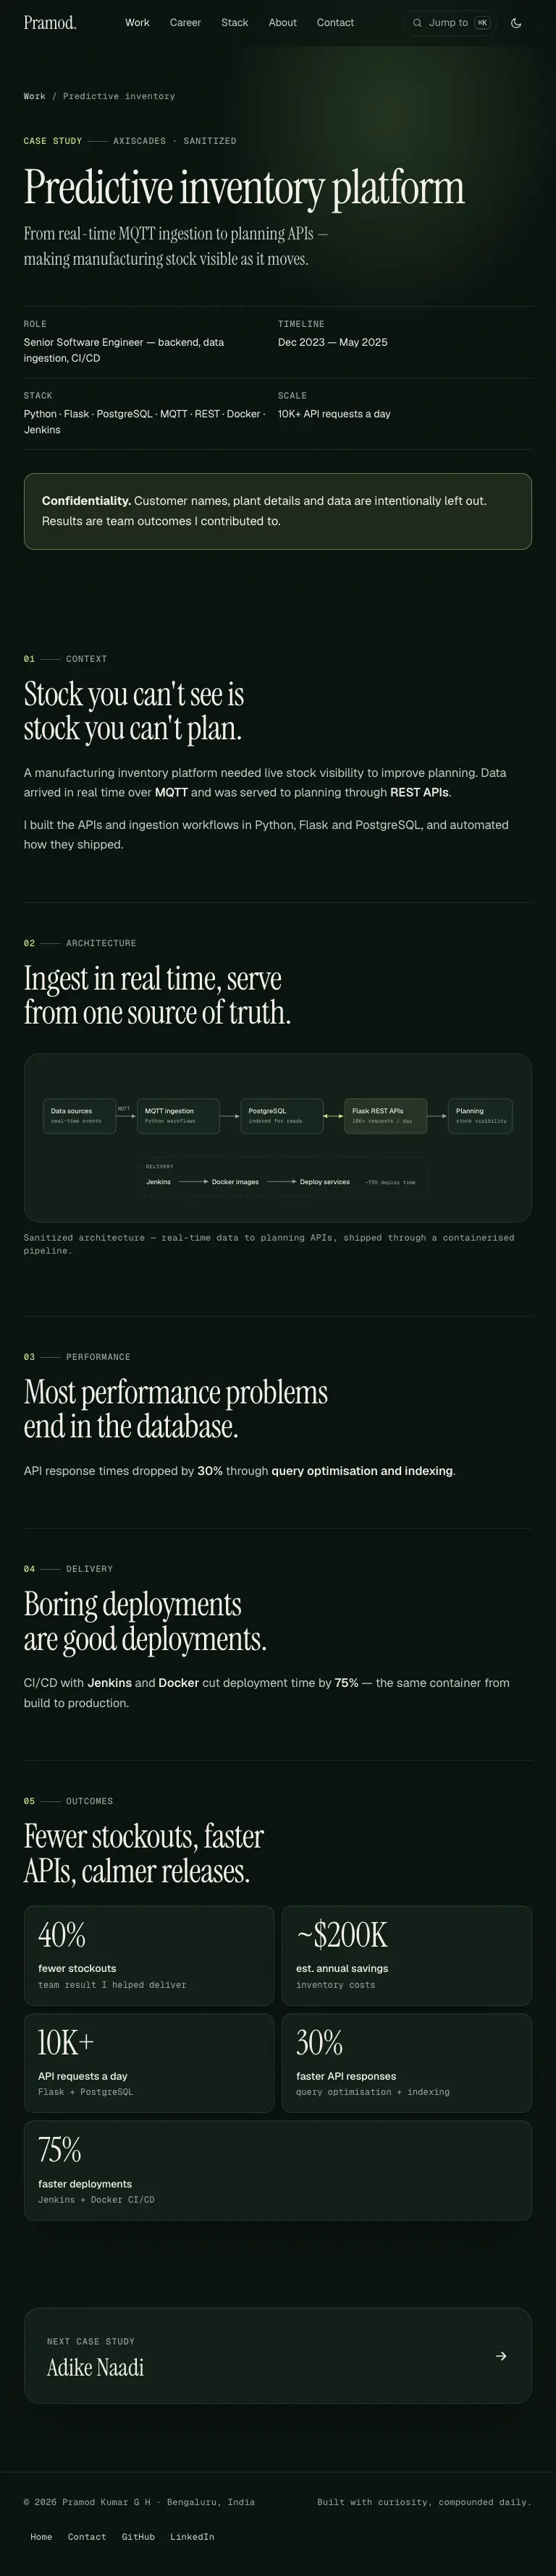 Pramod.
Work Career Stack About Contact
Jump to ⌘K
Work / Predictive inventory
CASE STUDY AXISCADES · SANITIZED
Predictive inventory platform
From real-time MQTT ingestion to planning APIs —
making manufacturing stock visible as it moves.
ROLE
Senior Software Engineer — backend, data
ingestion, CI/CD
TIMELINE
Dec 2023 — May 2025
STACK
Python · Flask · PostgreSQL · MQTT · REST · Docker ·
Jenkins
SCALE
10K+ API requests a day
Confidentiality. Customer names, plant details and data are intentionally left out.
Results are team outcomes I contributed to.
01 CONTEXT
Stock you can't see is
stock you can't plan.
A manufacturing inventory platform needed live stock visibility to improve planning. Data
arrived in real time over MQTT and was served to planning through REST APIs.
I built the APIs and ingestion workflows in Python, Flask and PostgreSQL, and automated
how they shipped.
02 ARCHITECTURE
Ingest in real time, serve
from one source of truth.
Data sources
real-time events
MQTT
MQTT ingestion
Python workflows
PostgreSQL
indexed for reads
Flask REST APIs
10K+ requests / day
Planning
stock visibility
DELIVERY
Jenkins Docker images Deploy services −75% deploy time
Sanitized architecture — real-time data to planning APIs, shipped through a containerised
pipeline.
03 PERFORMANCE
Most performance problems
end in the database.
API response times dropped by 30% through query optimisation and indexing.
04 DELIVERY
Boring deployments
are good deployments.
CI/CD with Jenkins and Docker cut deployment time by 75% — the same container from
build to production.
05 OUTCOMES
Fewer stockouts, faster
APIs, calmer releases.
40%
fewer stockouts
team result I helped deliver
~$200K
est. annual savings
inventory costs
10K+
API requests a day
Flask + PostgreSQL
30%
faster API responses
query optimisation + indexing
75%
faster deployments
Jenkins + Docker CI/CD
NEXT CASE STUDY
Adike Naadi
© 2026 Pramod Kumar G H · Bengaluru, India
Built with curiosity, compounded daily.
Home Contact GitHub LinkedIn